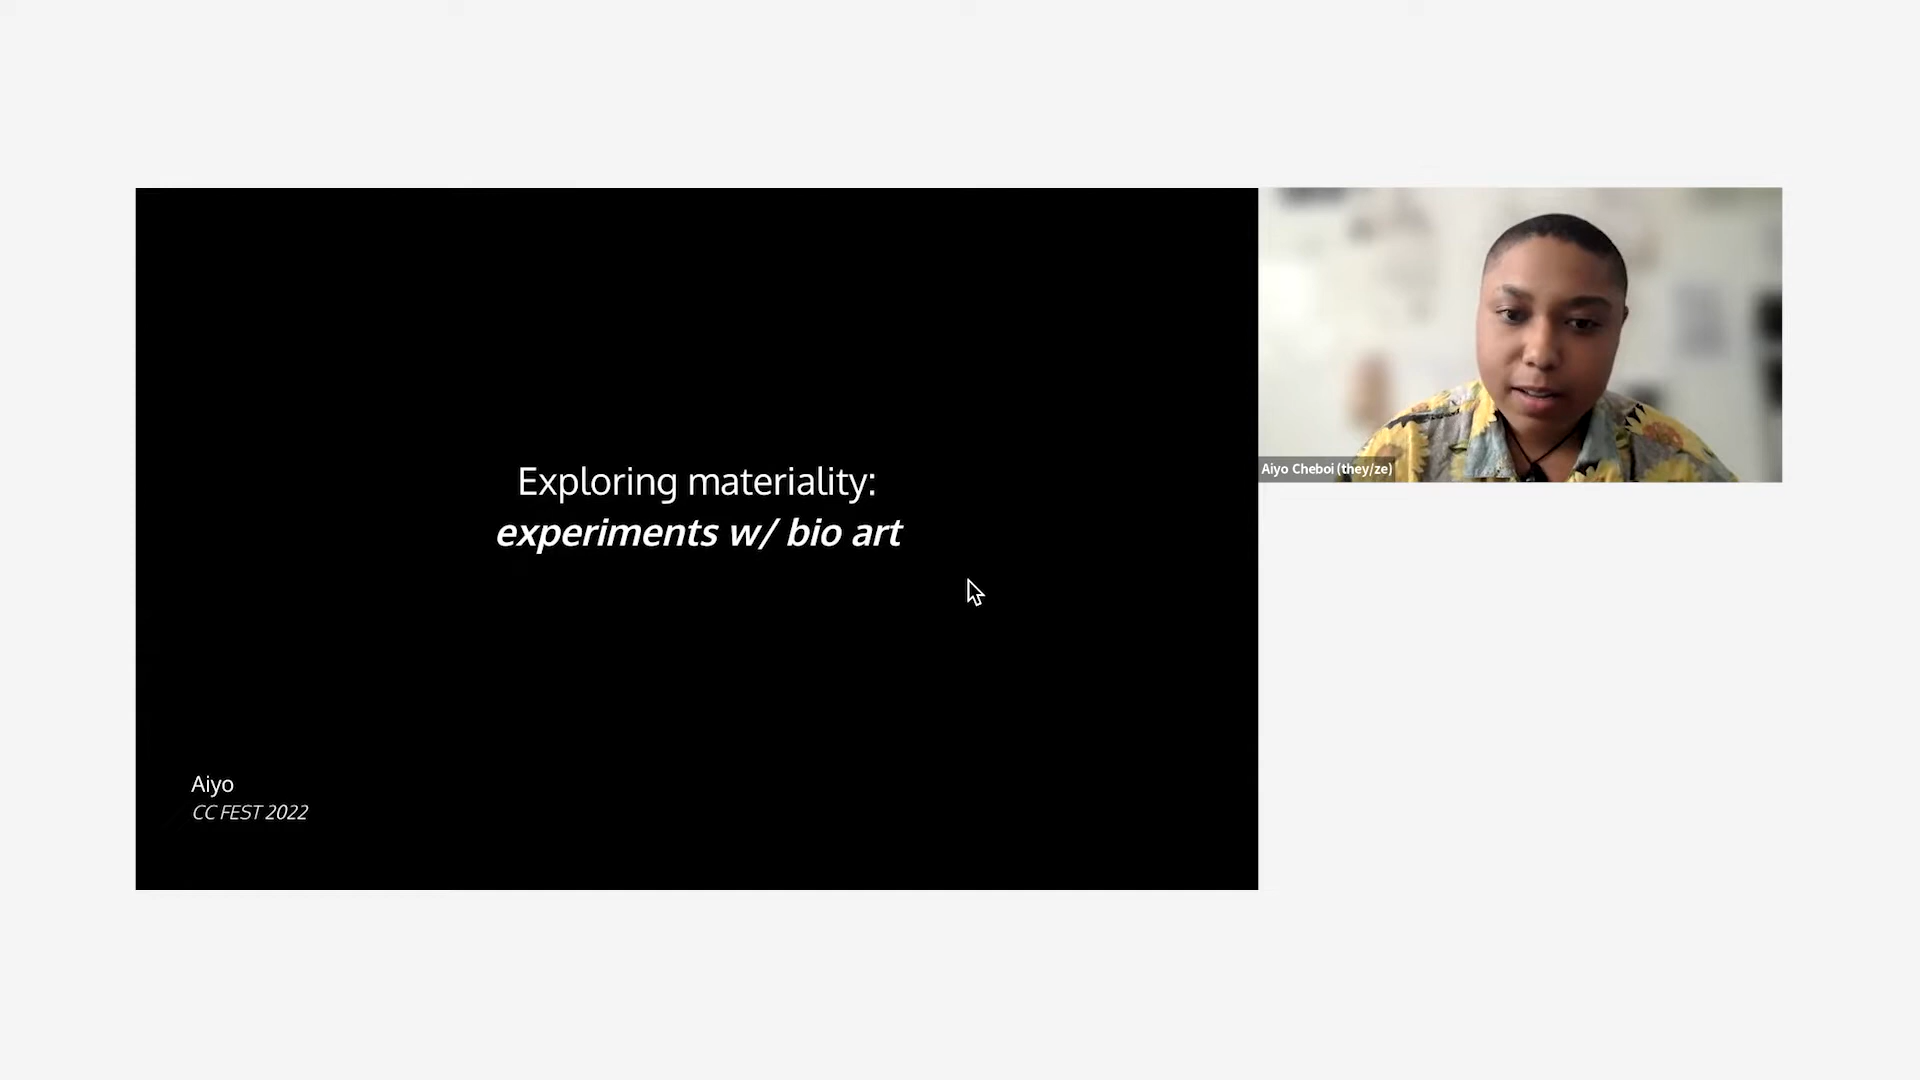 Exploring materiality:
experiments w/ bio art
Aiyo
CC FEST 2022
Aiyo Cheboi (they/ze)